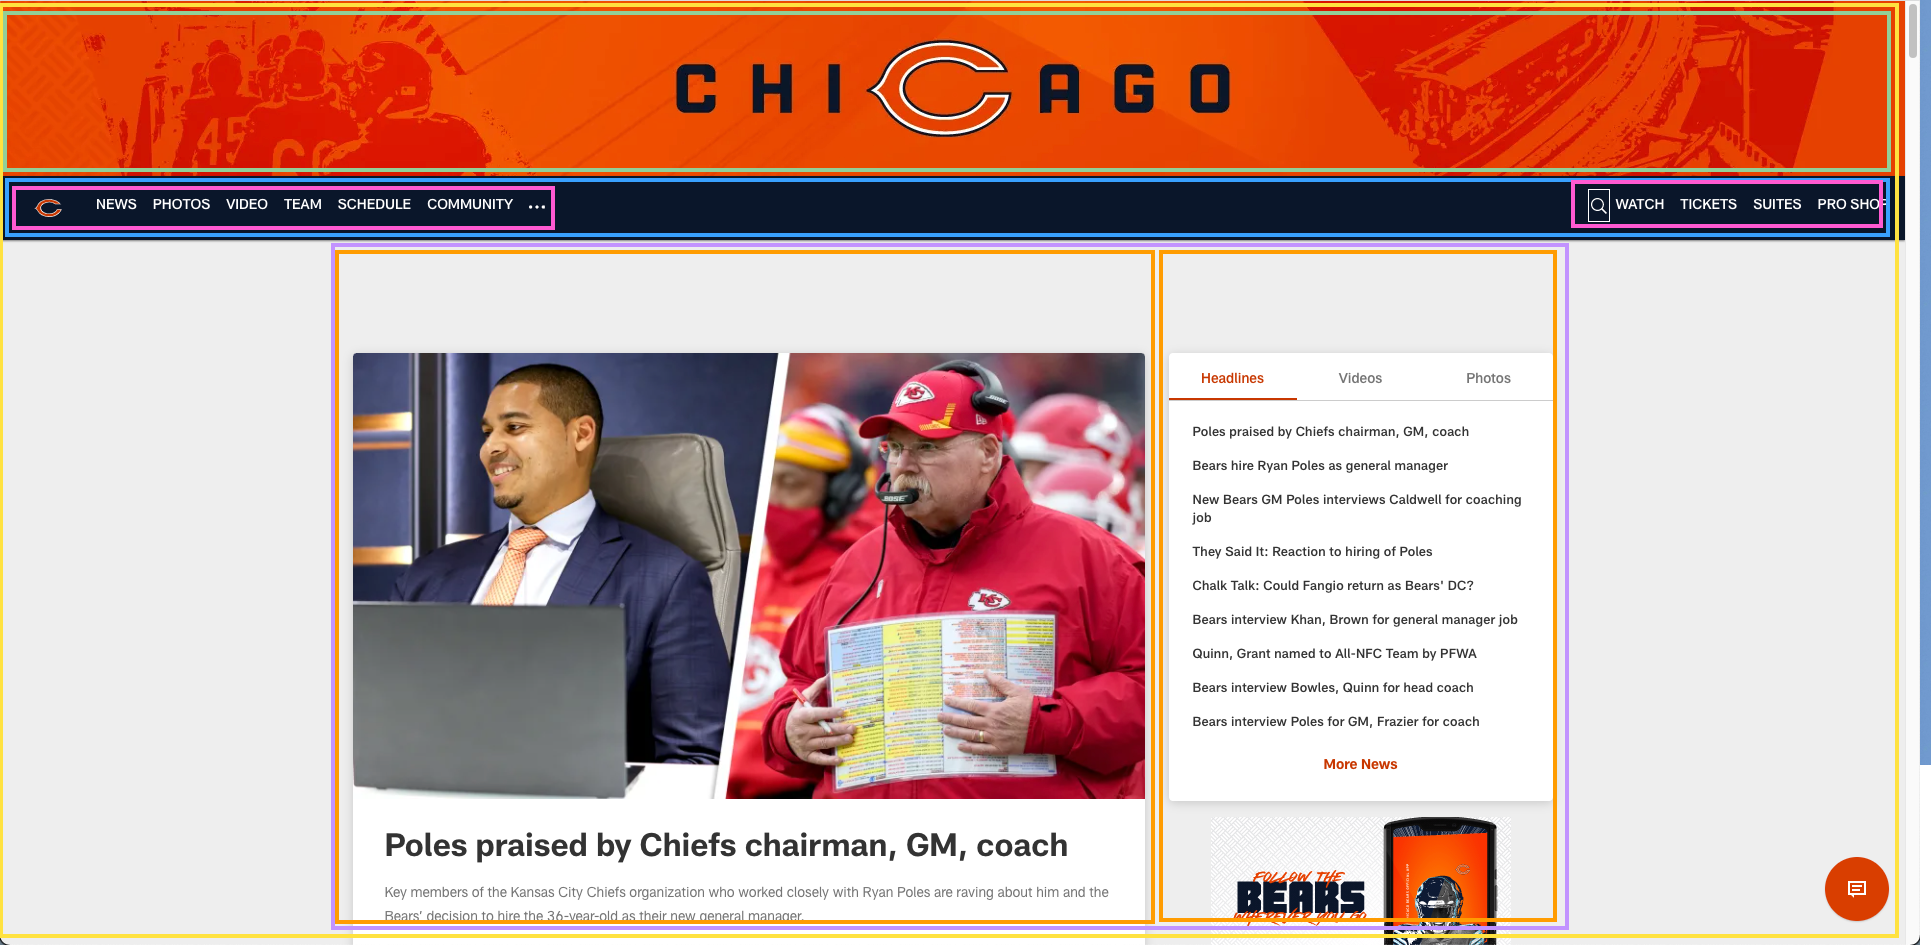 CHICAGO
NEWS PHOTOS VIDEO TEAM SCHEDULE COMMUNITY ...
WATCH TICKETS SUITES PRO SHOP
Headlines Videos Photos
Poles praised by Chiefs chairman, GM, coach
Bears hire Ryan Poles as general manager
New Bears GM Poles interviews Caldwell for coaching
job
They Said It: Reaction to hiring of Poles
Chalk Talk: Could Fangio return as Bears' DC?
Bears interview Khan, Brown for general manager job
Quinn, Grant named to All-NFC Team by PFWA
Bears interview Bowles, Quinn for head coach
Bears interview Poles for GM, Frazier for coach
More News
BOSE
BOSE
KC
KC
Poles praised by Chiefs chairman, GM, coach
Key members of the Kansas City Chiefs organization who worked closely with Ryan Poles are raving about him and the
Bears' decision to hire the 36-year-old as their new general manager.
FOLLOW THE
BEARS
WHEREVER YOU GO